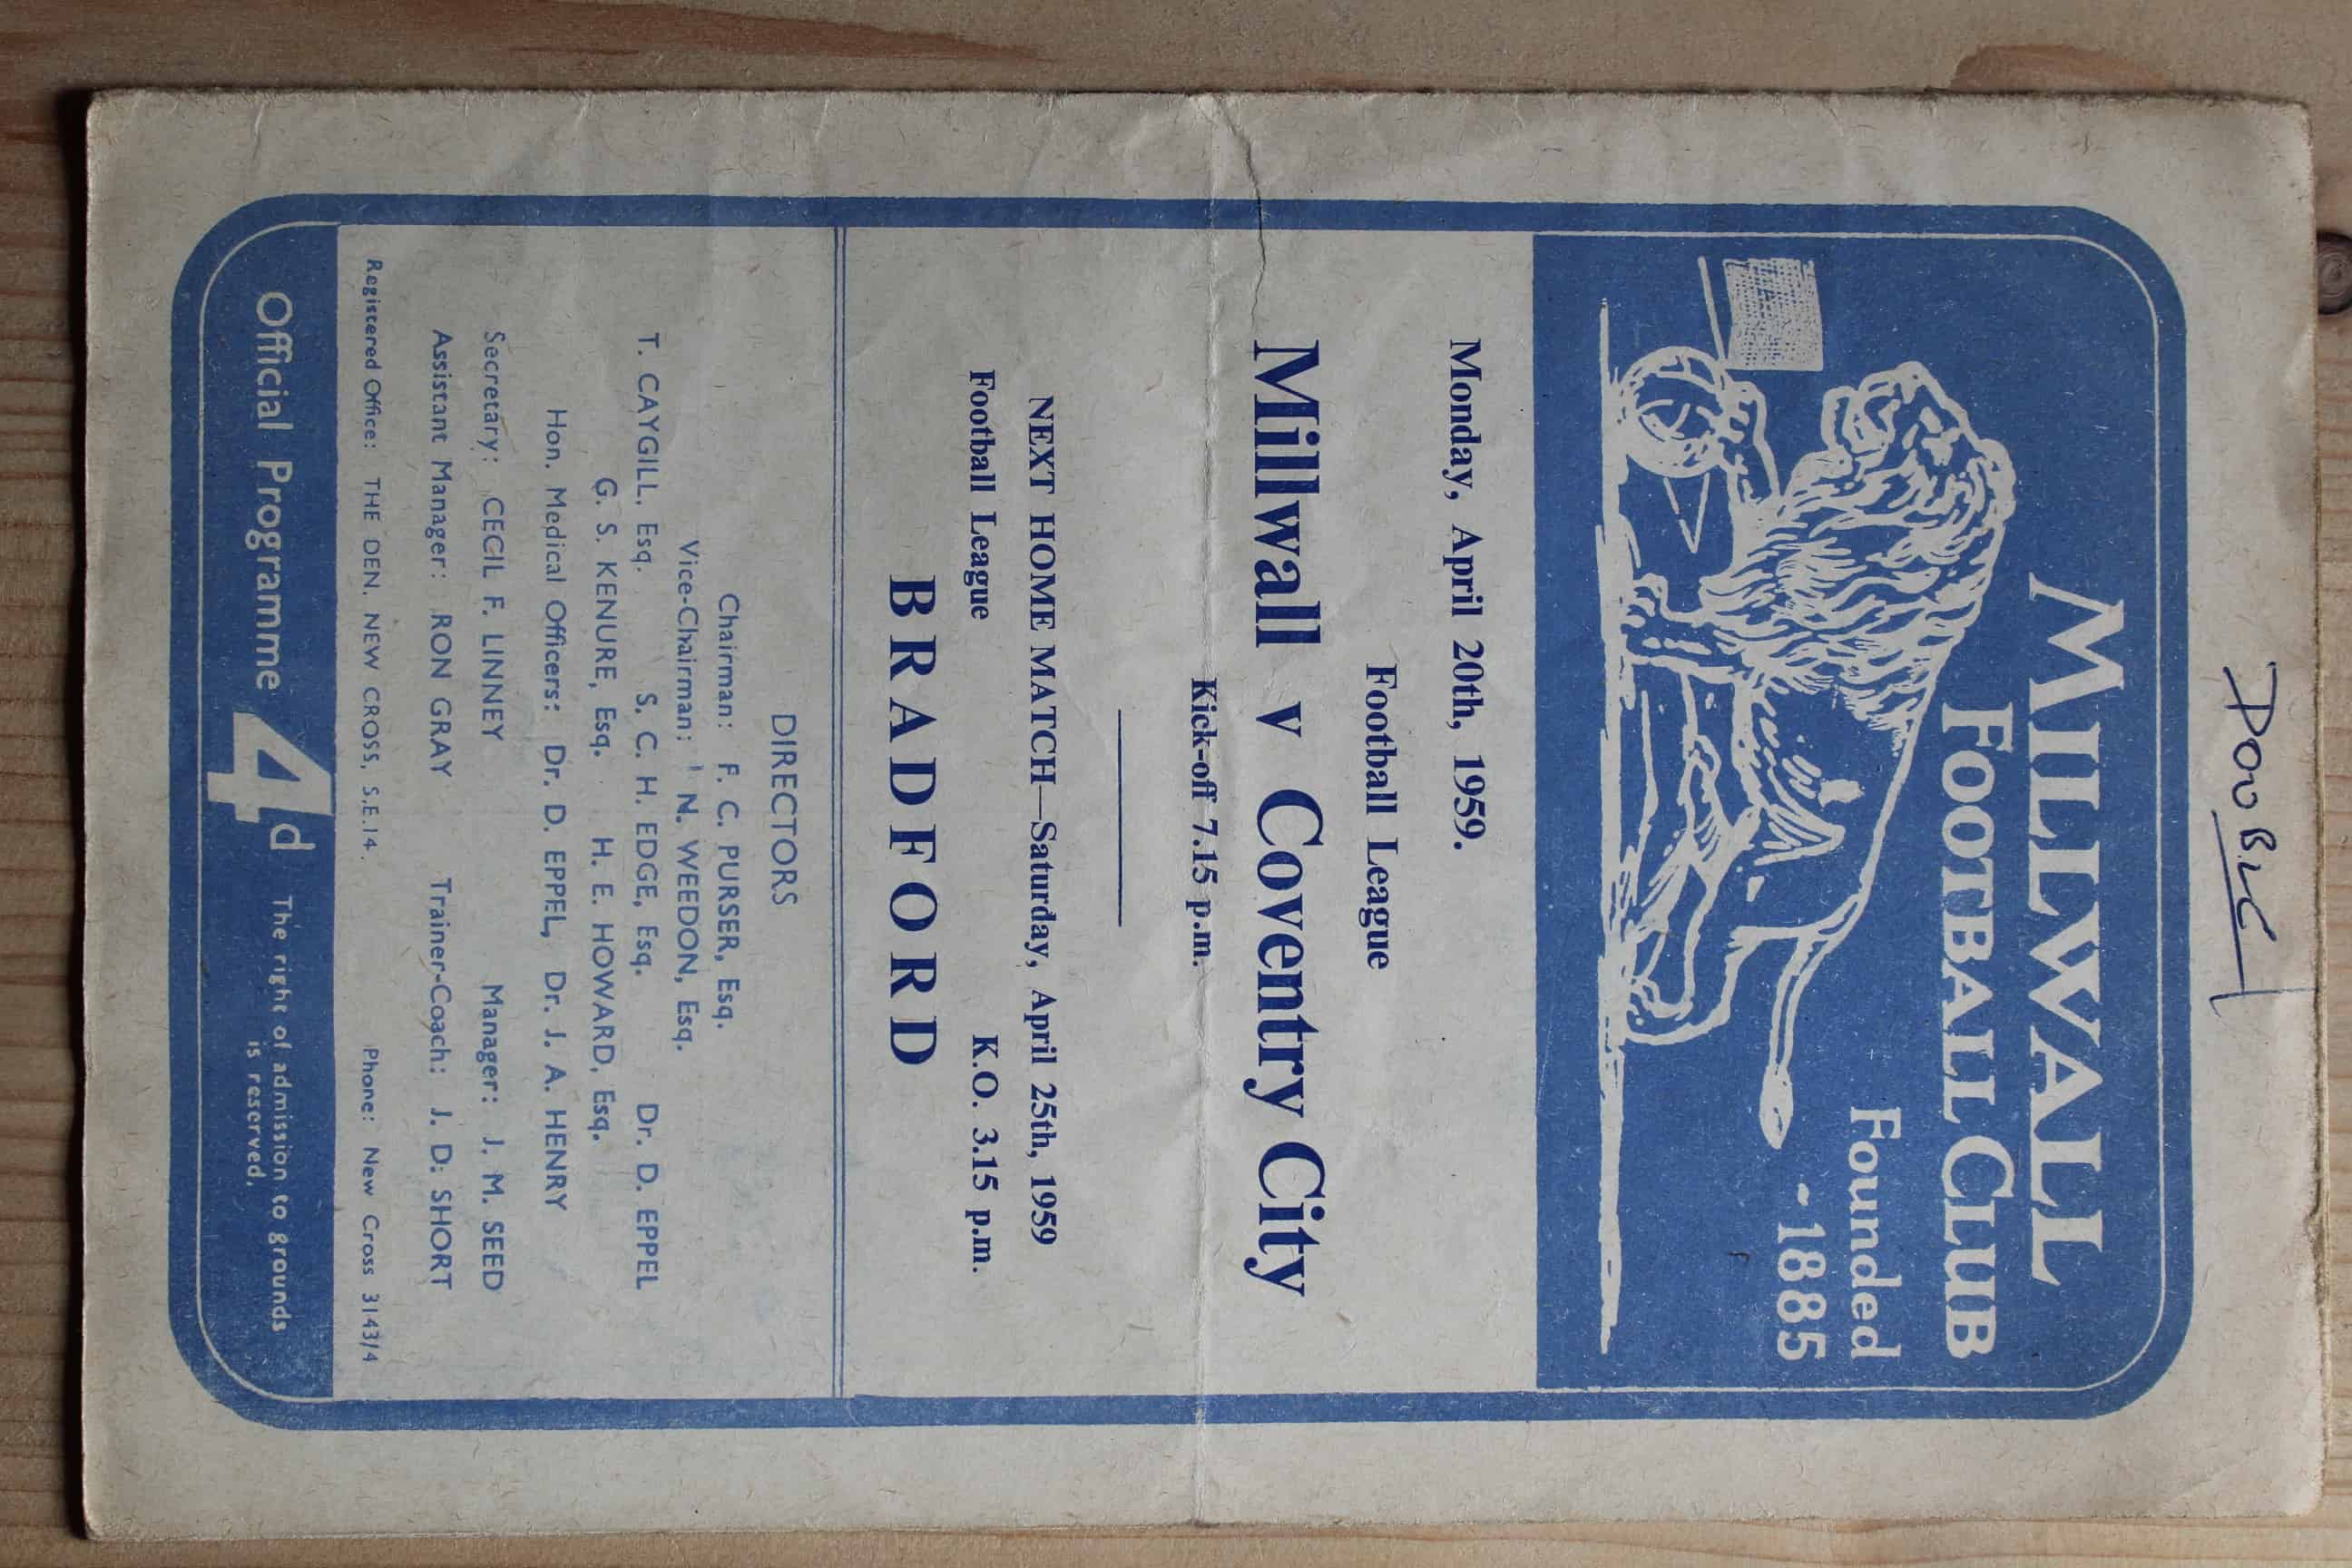 DOUBLE
MILLWALL
FOOTBALL CLUB
Founded
-1885
Monday, April 20th, 1959.
Football League
Millwall v Coventry City
Kick-off 7.15 p.m.
NEXT HOME MATCH—Saturday, April 25th, 1959
Football League K.O. 3.15 p.m.
BRADFORD
DIRECTORS
Chairman: F. C. PURSER, Esq.
Vice-Chairman: N. WEEDON, Esq.
T. CAYGILL, Esq. S. C. H. EDGE, Esq. Dr. D. EPPEL
G. S. KENURE, Esq. H. E. HOWARD, Esq.
Hon. Medical Officers: Dr. D. EPPEL, Dr. J. A. HENRY
Secretary: CECIL F. LINNEY Manager: J. M. SEED
Assistant Manager: RON GRAY Trainer-Coach: J. D. SHORT
Registered Office: THE DEN, NEW CROSS, S.E.14. Phone: New Cross 3143/4
Official Programme 4d The right of admission to grounds
is reserved.